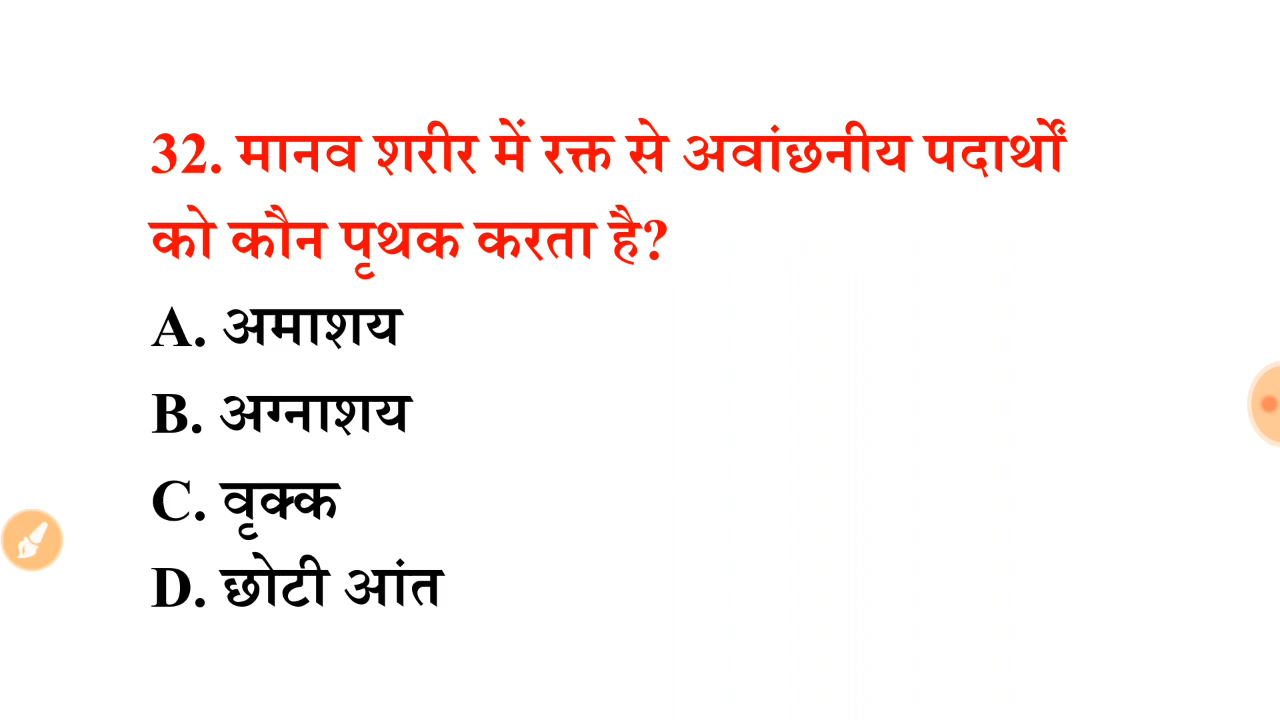 32. मानव शरीर में रक्त से अवांछनीय पदार्थों
को कौन पृथक करता है?
A. अमाशय
B. अग्नाशय
C. वृक्क
D. छोटी आंत